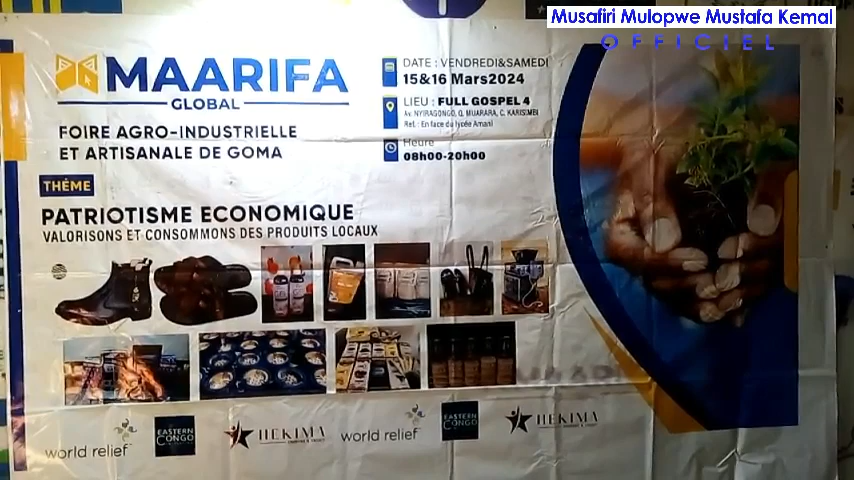 Musafiri Mulopwe Mustafa Kemal
OFFICIEL
MAARIFA
GLOBAL
FOIRE AGRO-INDUSTRIELLE
ET ARTISANALE DE GOMA
DATE : VENDREDI&SAMEDI
15&16 Mars2024
LIEU : FULL GOSPEL 4
Av. NYIRAGONGO, Q. MUARARA, C. KARISIMBI
Ref. : En face du lycée Amani
Heure
08h00-20h00
THÈME
PATRIOTISME ECONOMIQUE
VALORISONS ET CONSOMMONS DES PRODUITS LOCAUX
world relief
EASTERN
CONGO
HEKIMA
world relief
EASTERN
CONGO
HEKIMA